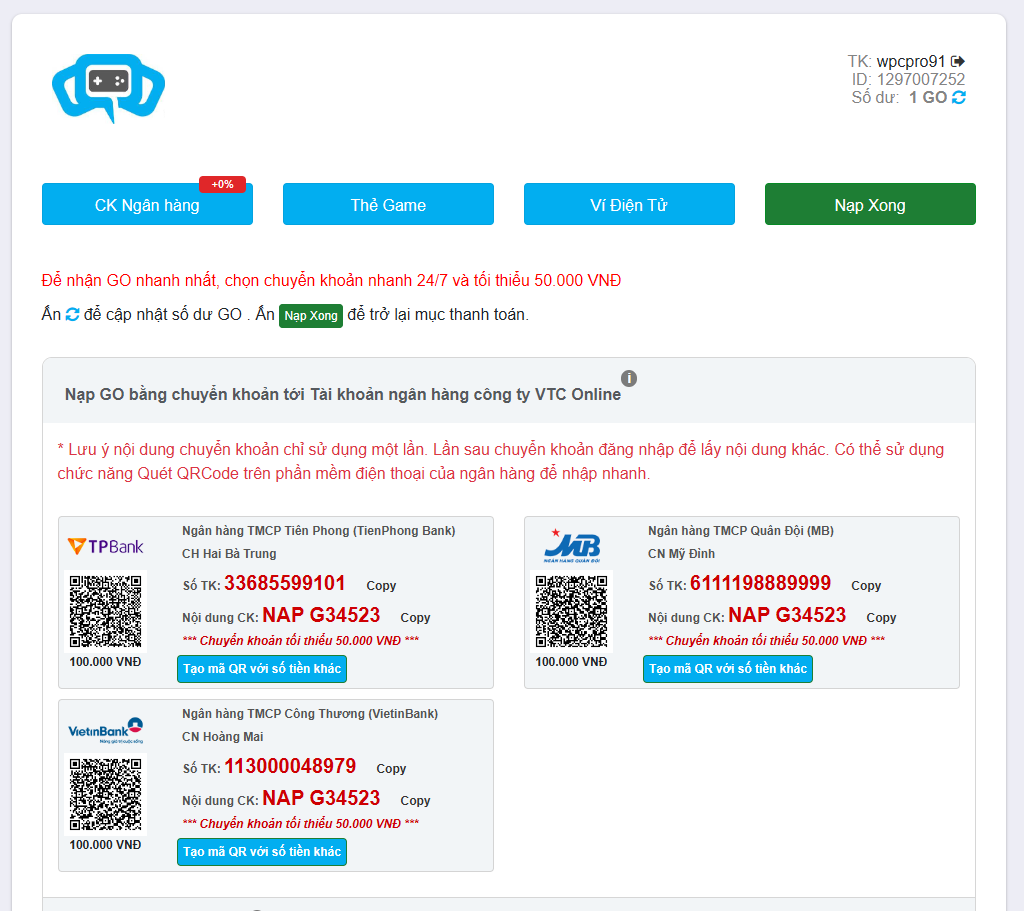 TK: wpcpro91
ID: 1297007252
Số dư: 1 GO
+0%
CK Ngân hàng
Thẻ Game
Ví Điện Tử
Nạp Xong
Để nhận GO nhanh nhất, chọn chuyển khoản nhanh 24/7 và tối thiểu 50.000 VNĐ
Ấn để cập nhật số dư GO . Ấn Nạp Xong để trở lại mục thanh toán.
Nạp GO bằng chuyển khoản tới Tài khoản ngân hàng công ty VTC Online
* Lưu ý nội dung chuyển khoản chỉ sử dụng một lần. Lần sau chuyển khoản đăng nhập để lấy nội dung khác. Có thể sử dụng
chức năng Quét QRCode trên phần mềm điện thoại của ngân hàng để nhập nhanh.
TPBank
Ngân hàng TMCP Tiên Phong (TienPhong Bank)
CH Hai Bà Trung
Số TK: 33685599101 Copy
Nội dung CK: NAP G34523 Copy
*** Chuyển khoản tối thiểu 50.000 VNĐ ***
100.000 VNĐ
Tạo mã QR với số tiền khác
MB
NGÂN HÀNG QUÂN ĐỘI
Ngân hàng TMCP Quân Đội (MB)
CN Mỹ Đình
Số TK: 6111198889999 Copy
Nội dung CK: NAP G34523 Copy
*** Chuyển khoản tối thiểu 50.000 VNĐ ***
100.000 VNĐ
Tạo mã QR với số tiền khác
VietinBank
Nâng giá trị cuộc sống
Ngân hàng TMCP Công Thương (VietinBank)
CN Hoàng Mai
Số TK: 113000048979 Copy
Nội dung CK: NAP G34523 Copy
*** Chuyển khoản tối thiểu 50.000 VNĐ ***
100.000 VNĐ
Tạo mã QR với số tiền khác